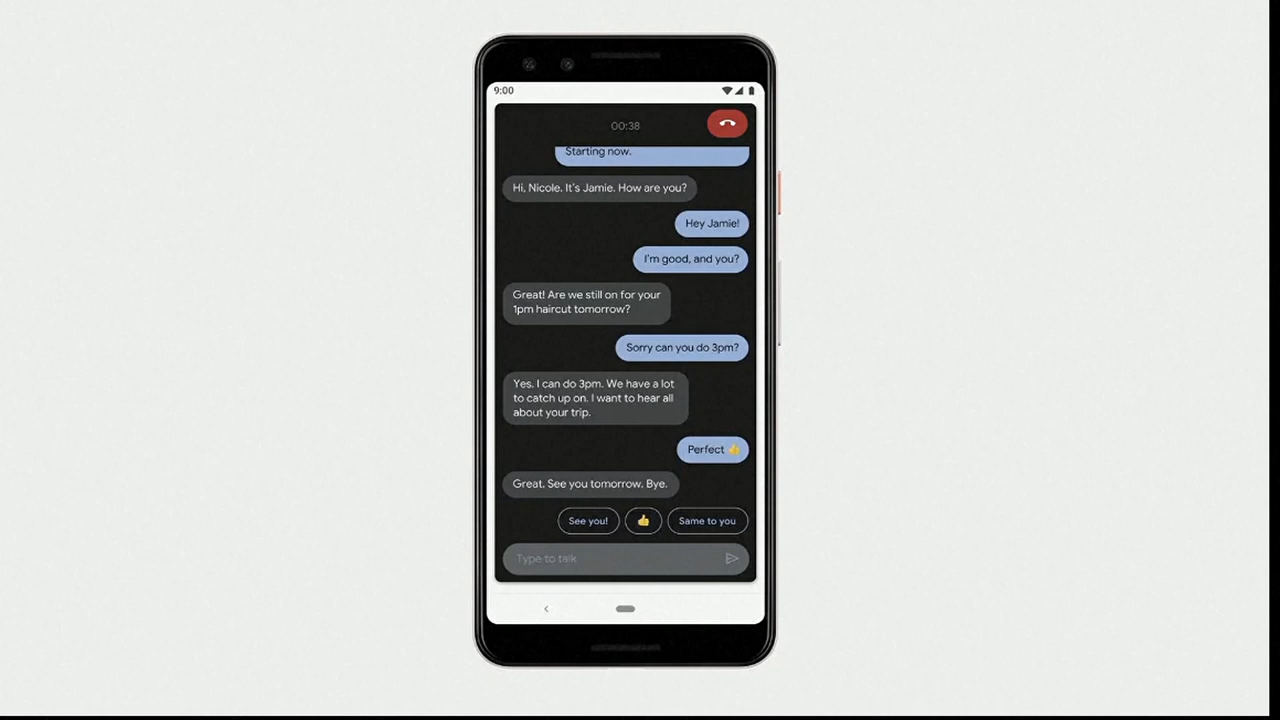 9:00
00:38
Starting now.
Hi, Nicole. It's Jamie. How are you?
Hey Jamie!
I'm good, and you?
Great! Are we still on for your
1pm haircut tomorrow?
Sorry can you do 3pm?
Yes. I can do 3pm. We have a lot
to catch up on. I want to hear all
about your trip.
Perfect 👍
Great. See you tomorrow. Bye.
See you! 👍 Same to you
Type to talk